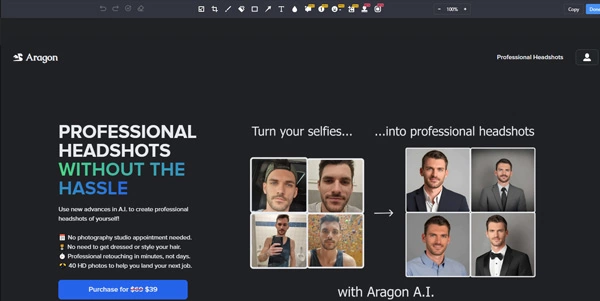 100%
Copy
Done
Aragon
Professional Headshots
PROFESSIONAL
HEADSHOTS
WITHOUT THE
HASSLE
Use new advances in A.I. to create professional
headshots of yourself!
No photography studio appointment needed.
No need to get dressed or style your hair.
Professional retouching in minutes, not days.
40 HD photos to help you land your next job.
Purchase for $69 $39
Turn your selfies...
...into professional headshots
with Aragon A.I.